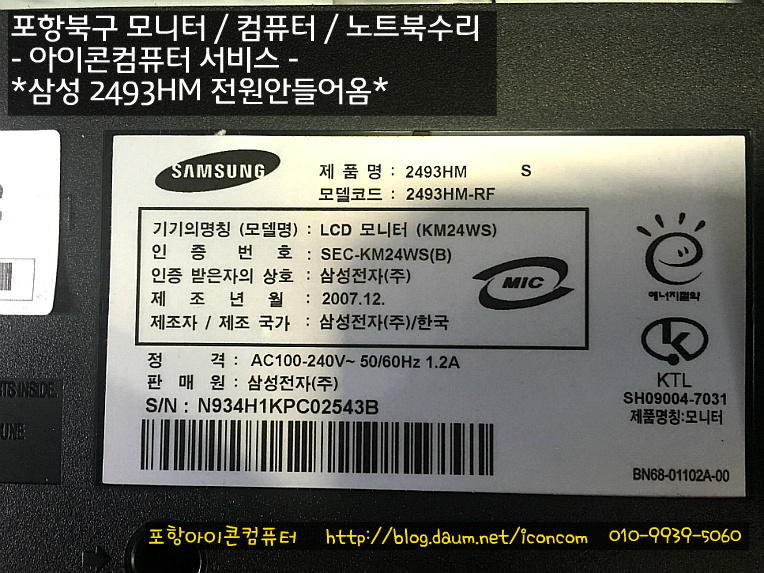 포항북구 모니터 / 컴퓨터 / 노트북수리
- 아이콘컴퓨터 서비스 -
*삼성 2493HM 전원안들어옴*
SAMSUNG
제 품 명 : 2493HM S
모델코드 : 2493HM-RF
기기의명칭 (모델명) : LCD 모니터 (KM24WS)
인 증 번 호 : SEC-KM24WS(B)
인증 받은자의 상호 : 삼성전자(주)
제 조 년 월 : 2007.12.
제조자 / 제조 국가 : 삼성전자(주)/한국
MIC
에너지절약
정 격 : AC100-240V~ 50/60Hz 1.2A
판 매 원 : 삼성전자(주)
S/N : N934H1KPC02543B
KTL
SH09004-7031
제품명칭:모니터
BN68-01102A-00
INSIDE.
포항아이콘컴퓨터 http://blog.daum.net/iconcom 010-9939-5060